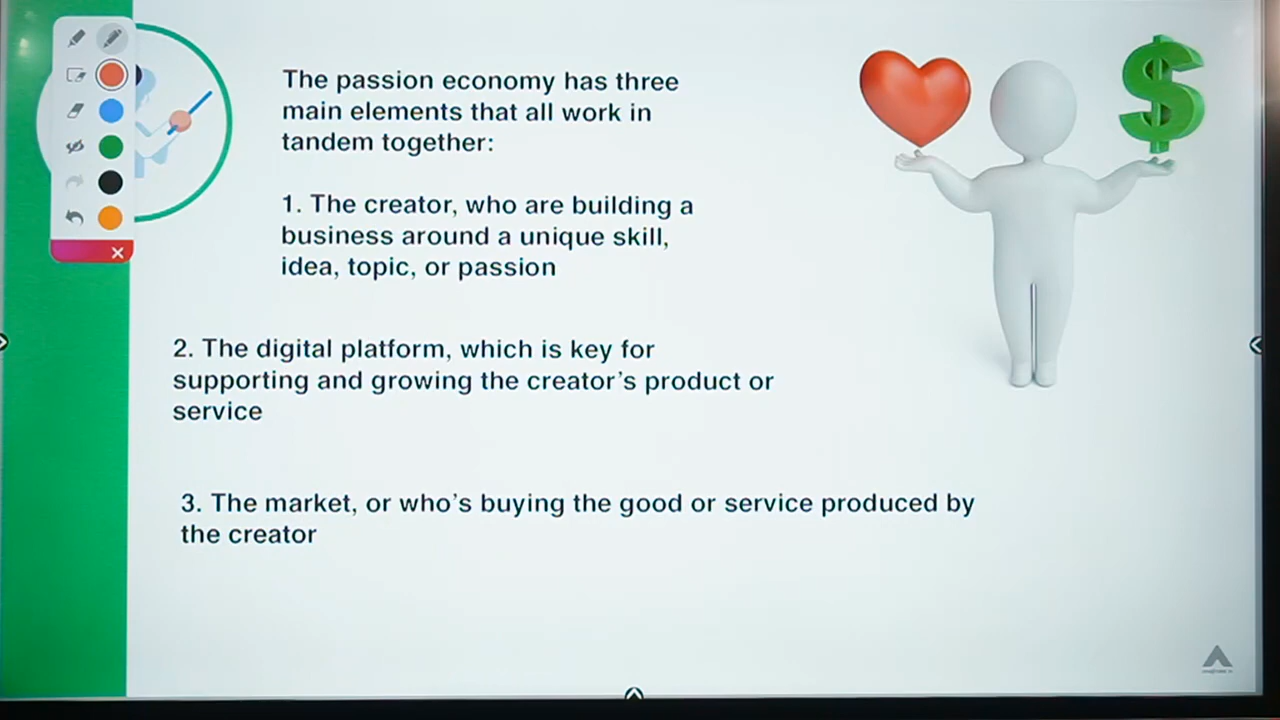 The passion economy has three
main elements that all work in
tandem together:
1. The creator, who are building a
business around a unique skill,
idea, topic, or passion
2. The digital platform, which is key for
supporting and growing the creator's product or
service
3. The market, or who's buying the good or service produced by
the creator